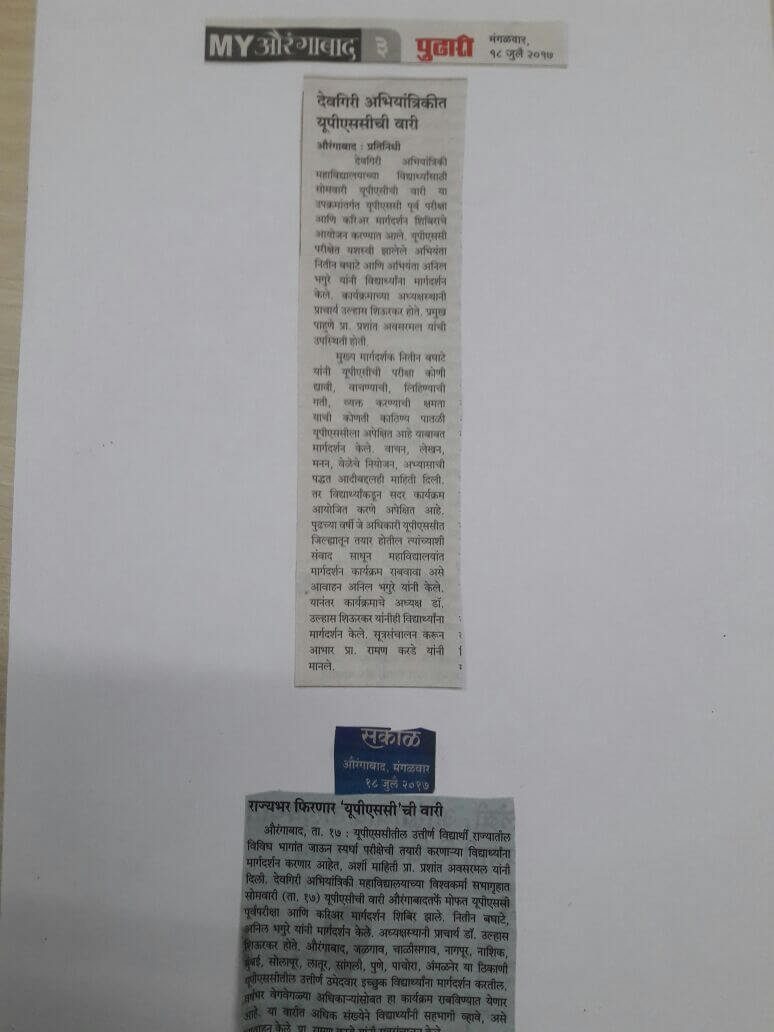 MY औरंगाबाद ३ पुढारी मंगळवार,
१८ जुलै २०१७
देवगिरी अभियांत्रिकीत
यूपीएससीची वारी
औरंगाबाद : प्रतिनिधी
देवगिरी अभियांत्रिकी
महाविद्यालयाच्या विद्यार्थ्यांसाठी
सोमवारी यूपीएसीची वारी या
उपक्रमांतर्गत यूपीएससी पूर्व परीक्षा
आणि करिअर मार्गदर्शन शिबिराचे
आयोजन करण्यात आले. यूपीएससी
परीक्षेत यशस्वी झालेले अभियंता
नितीन बघाटे आणि अभियंता अनिल
भगुरे यांनी विद्यार्थ्यांना मार्गदर्शन
केले. कार्यक्रमाच्या अध्यक्षस्थानी
प्राचार्य उल्हास शिऊरकर होते. प्रमुख
पाहुणे प्रा. प्रशांत अवसरमल यांची
उपस्थिती होती.
मुख्य मार्गदर्शक नितीन बघाटे
यांनी यूपीएसीची परीक्षा कोणी
द्यावी, वाचण्याची, लिहिण्याची
गती, व्यक्त करण्याची क्षमता
याची कोणती काठिण्य पातळी
यूपीएससीला अपेक्षित आहे याबाबत
मार्गदर्शन केले. वाचन, लेखन,
मनन, वेळेचे नियोजन, अभ्यासाची
पद्धत आदीबद्दलही माहिती दिली.
तर विद्यार्थ्यांकडून सदर कार्यक्रम
आयोजित करणे अपेक्षित आहे.
पुढच्या वर्षी जे अधिकारी यूपीएससीत
जिल्ह्यातून तयार होतील त्यांच्याशी
संवाद साधून महाविद्यालयांत
मार्गदर्शन कार्यक्रम राबवावा असे
आवाहन अनिल भगुरे यांनी केले.
यानंतर कार्यक्रमाचे अध्यक्ष डॉ.
उल्हास शिऊरकर यांनीही विद्यार्थ्यांना
मार्गदर्शन केले. सूत्रसंचालन करून
आभार प्रा. रामण करडे यांनी
मानले.
सकाळ
औरंगाबाद, मंगळवार
१८ जुलै २०१७
राज्यभर फिरणार ‘यूपीएससी’ची वारी
औरंगाबाद, ता. १७ : यूपीएससीतील उत्तीर्ण विद्यार्थी राज्यातील
विविध भागांत जाऊन स्पर्धा परीक्षेची तयारी करणाऱ्या विद्यार्थ्यांना
मार्गदर्शन करणार आहेत, अशी माहिती प्रा. प्रशांत अवसरमल यांनी
दिली. देवगिरी अभियांत्रिकी महाविद्यालयाच्या विश्वकर्मा सभागृहात
सोमवारी (ता. १७) यूपीएसीची वारी औरंगाबादतर्फे मोफत यूपीएससी
पूर्वपरीक्षा आणि करिअर मार्गदर्शन शिबिर झाले. नितीन बघाटे,
अनिल भगुरे यांनी मार्गदर्शन केले. अध्यक्षस्थानी प्राचार्य डॉ. उल्हास
शिऊरकर होते. औरंगाबाद, जळगाव, चाळीसगाव, नागपूर, नाशिक,
मुंबई, सोलापूर, लातूर, सांगली, पुणे, पाचोरा, अंमळनेर या ठिकाणी
यूपीएससीतील उत्तीर्ण उमेदवार इच्छुक विद्यार्थ्यांना मार्गदर्शन करतील.
वर्षभर वेगवेगळ्या अधिकाऱ्यांसोबत हा कार्यक्रम राबविण्यात येणार
आहे. या वारीत अधिक संख्येने विद्यार्थ्यांनी सहभागी व्हावे, असे
आवाहन केले. प्रा. रामण करडे यांनी